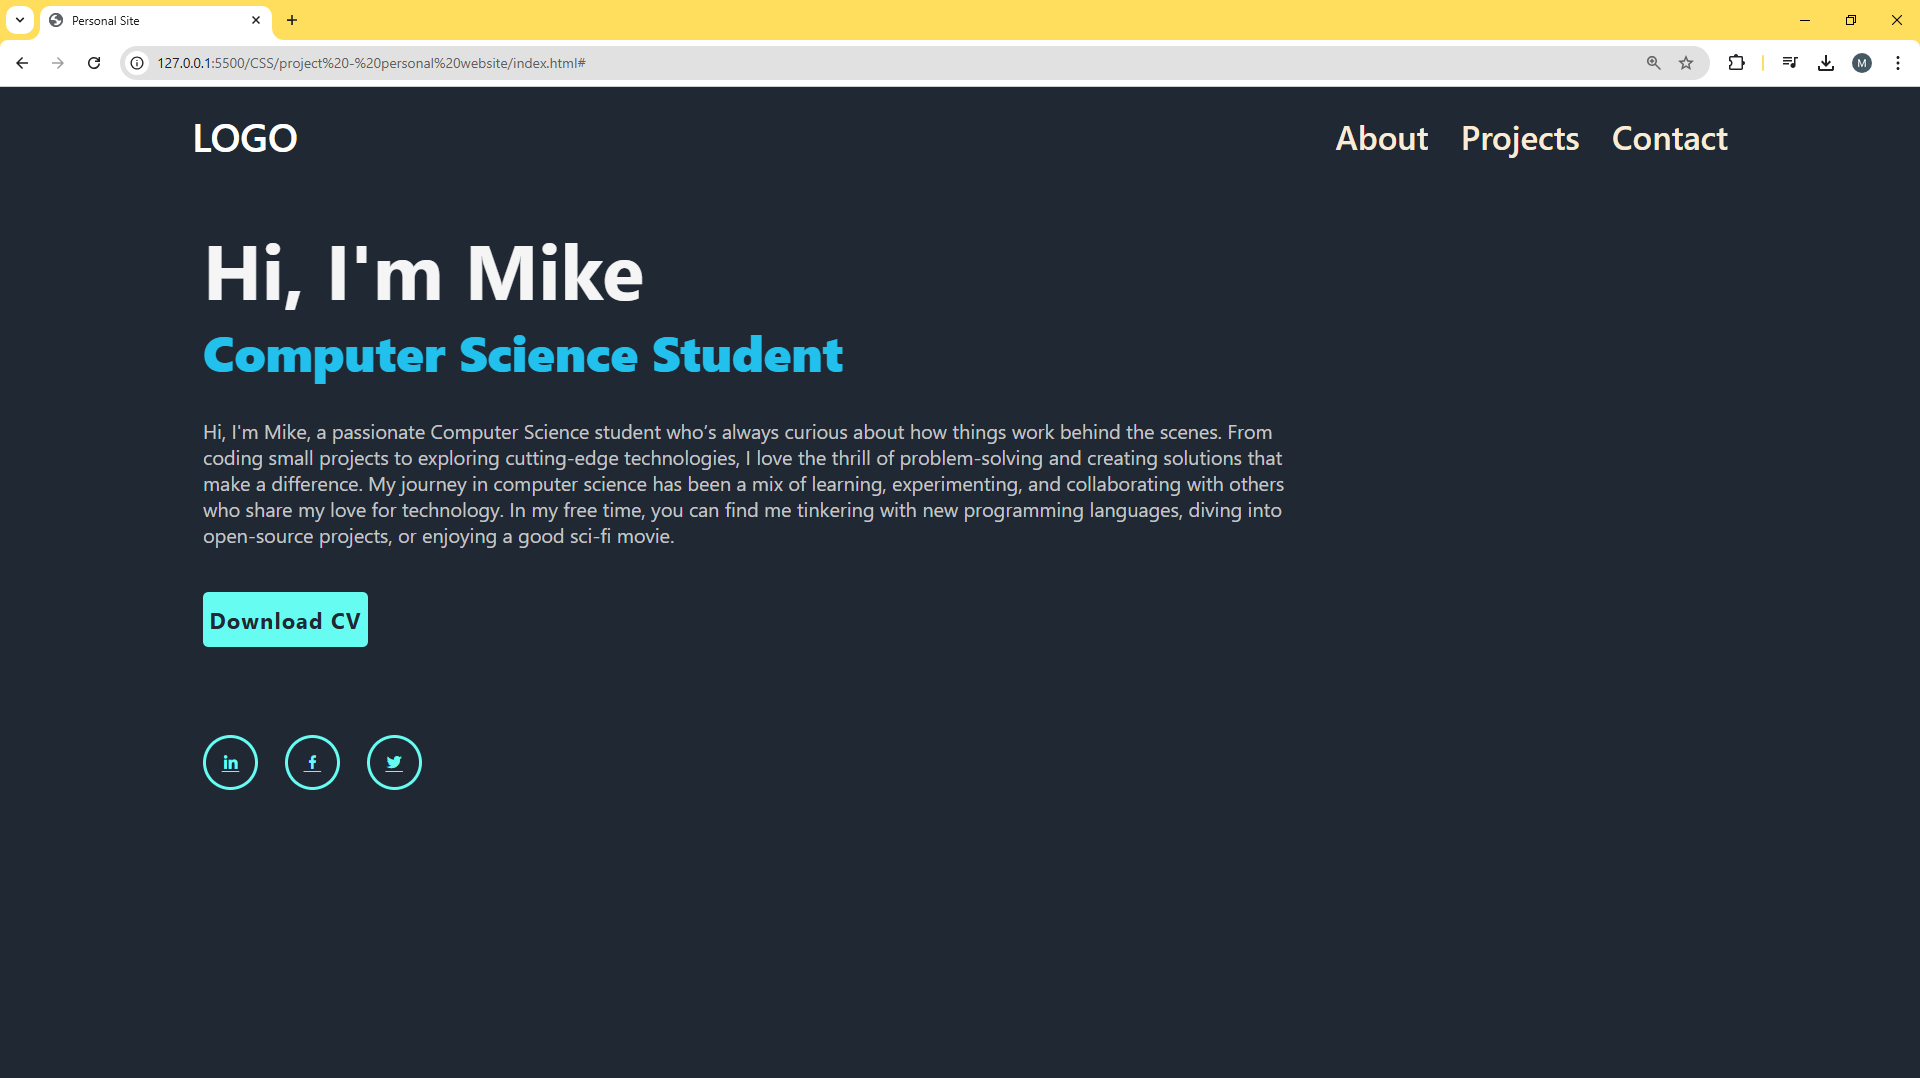 Personal Site
127.0.0.1:5500/CSS/project%20-%20personal%20website/index.html#
M
LOGO
About Projects Contact
Hi, I'm Mike
Computer Science Student
Hi, I'm Mike, a passionate Computer Science student who’s always curious about how things work behind the scenes. From
coding small projects to exploring cutting-edge technologies, I love the thrill of problem-solving and creating solutions that
make a difference. My journey in computer science has been a mix of learning, experimenting, and collaborating with others
who share my love for technology. In my free time, you can find me tinkering with new programming languages, diving into
open-source projects, or enjoying a good sci-fi movie.
Download CV
in f